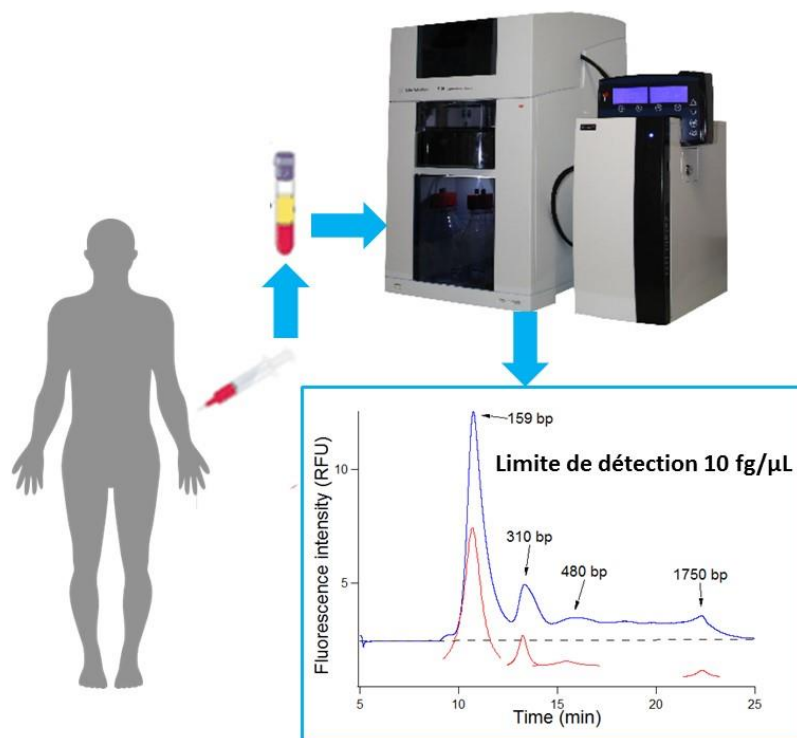 159 bp
Limite de détection 10 fg/µL
310 bp
480 bp
1750 bp
Fluorescence intensity (RFU)
10
5
5
10
15
20
25
Time (min)